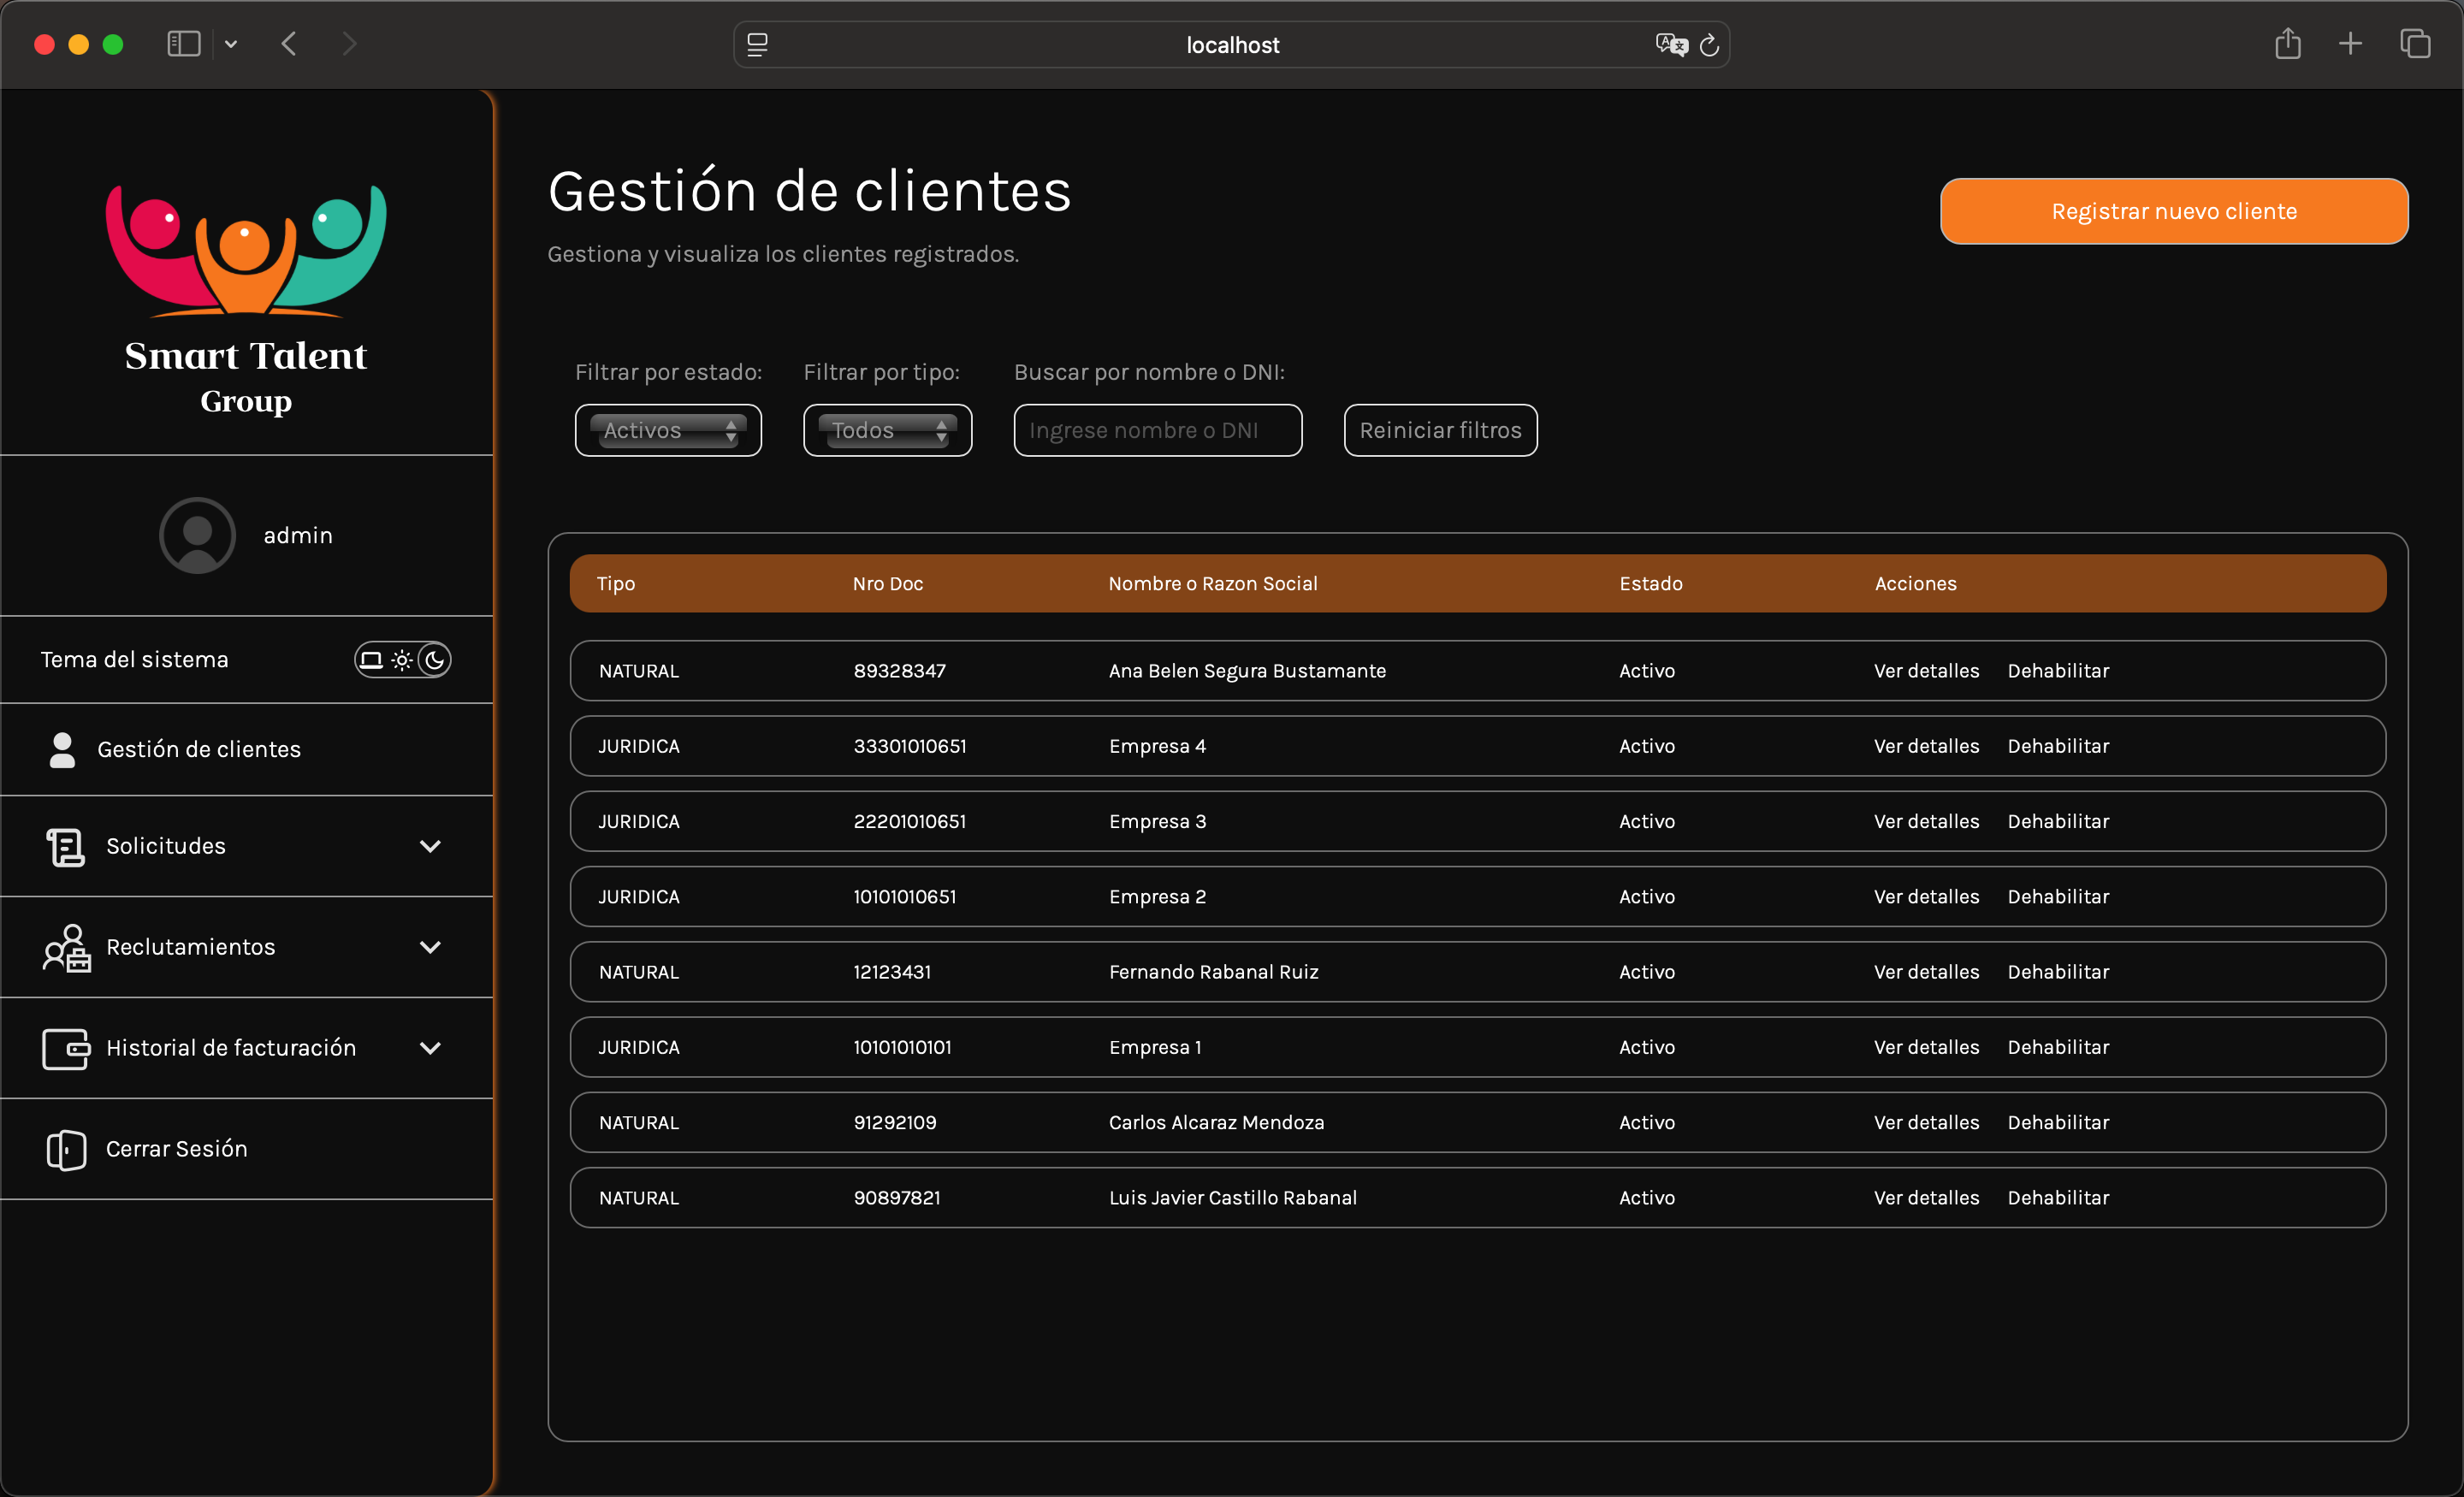 localhost
Smart Talent
Group
admin
Tema del sistema
Gestión de clientes
Solicitudes
Reclutamientos
Historial de facturación
Cerrar Sesión
Gestión de clientes
Gestiona y visualiza los clientes registrados.
Registrar nuevo cliente
Filtrar por estado: Filtrar por tipo: Buscar por nombre o DNI:
Activos Todos Ingrese nombre o DNI Reiniciar filtros
Tipo Nro Doc Nombre o Razon Social Estado Acciones
NATURAL 89328347 Ana Belen Segura Bustamante Activo Ver detalles Dehabilitar
JURIDICA 33301010651 Empresa 4 Activo Ver detalles Dehabilitar
JURIDICA 22201010651 Empresa 3 Activo Ver detalles Dehabilitar
JURIDICA 10101010651 Empresa 2 Activo Ver detalles Dehabilitar
NATURAL 12123431 Fernando Rabanal Ruiz Activo Ver detalles Dehabilitar
JURIDICA 10101010101 Empresa 1 Activo Ver detalles Dehabilitar
NATURAL 91292109 Carlos Alcaraz Mendoza Activo Ver detalles Dehabilitar
NATURAL 90897821 Luis Javier Castillo Rabanal Activo Ver detalles Dehabilitar